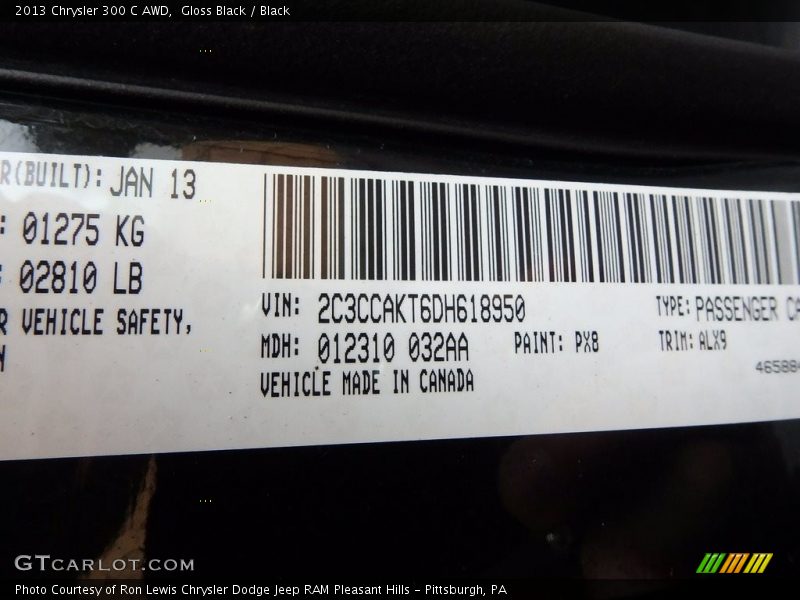 2013 Chrysler 300 C AWD,  Gloss Black / Black
R(BUILT): JAN 13
: 01275 KG
: 02810 LB
R VEHICLE SAFETY,
N
VIN: 2C3CCAKT6DH618950
TYPE: PASSENGER CA
MDH: 012310 032AA
PAINT: PX8
TRIM: ALX9
VEHICLE MADE IN CANADA
46588
GTCARLOT.COM
Photo Courtesy of Ron Lewis Chrysler Dodge Jeep RAM Pleasant Hills - Pittsburgh, PA